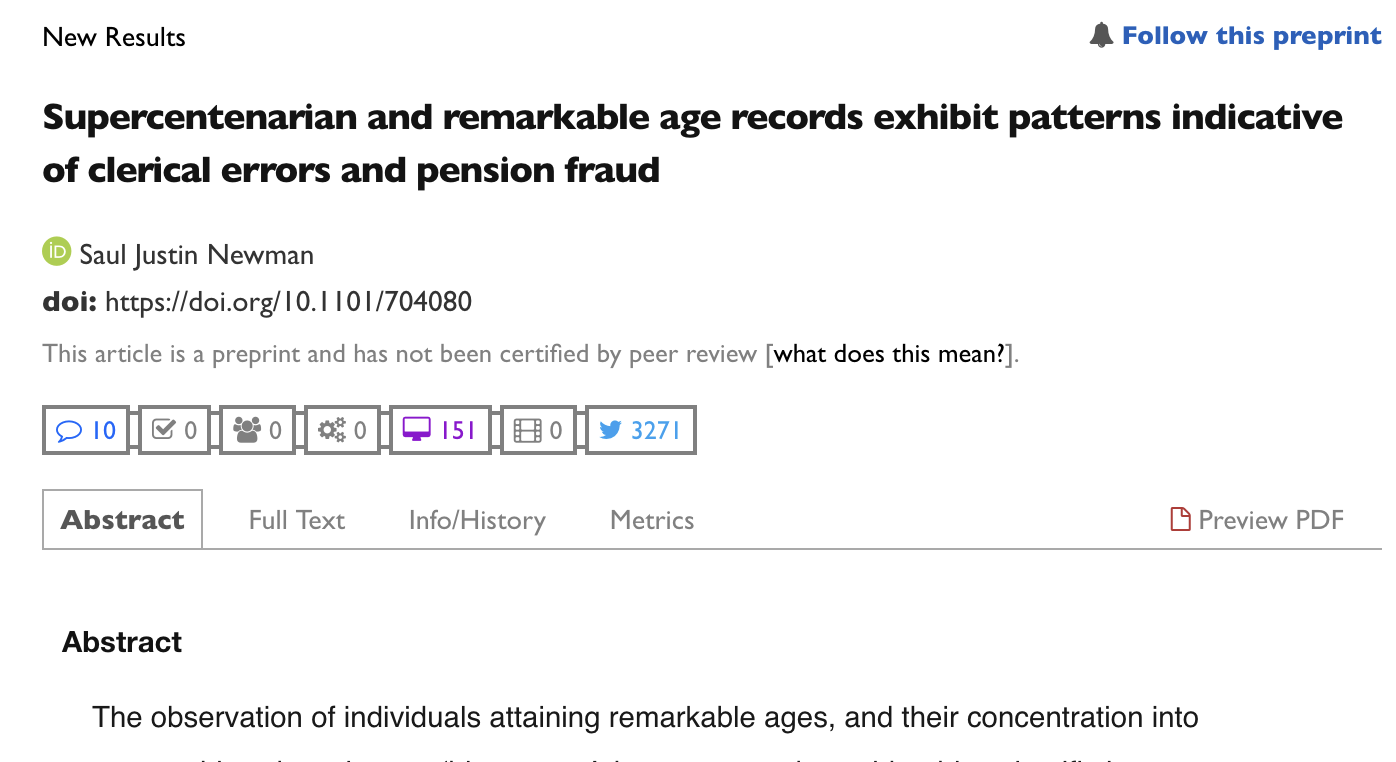 New Results
Follow this preprint
Supercentenarian and remarkable age records exhibit patterns indicative
of clerical errors and pension fraud
iD Saul Justin Newman
doi: https://doi.org/10.1101/704080
This article is a preprint and has not been certified by peer review [what does this mean?].
10 0 0 0 151 0 3271
Abstract Full Text Info/History Metrics Preview PDF
Abstract
The observation of individuals attaining remarkable ages, and their concentration into